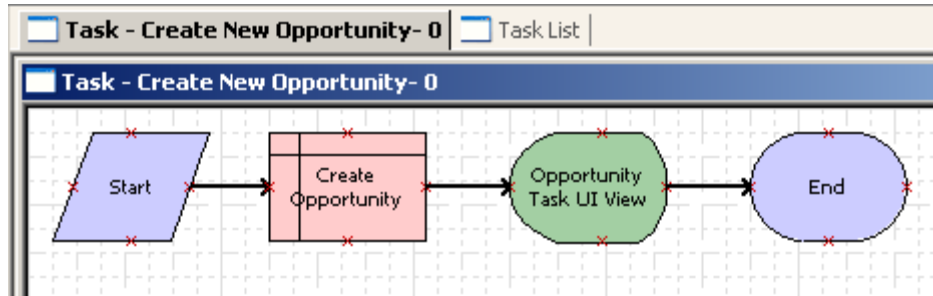 Task - Create New Opportunity- 0
Task List
Task - Create New Opportunity- 0
Start
Create
Opportunity
Opportunity
Task UI View
End